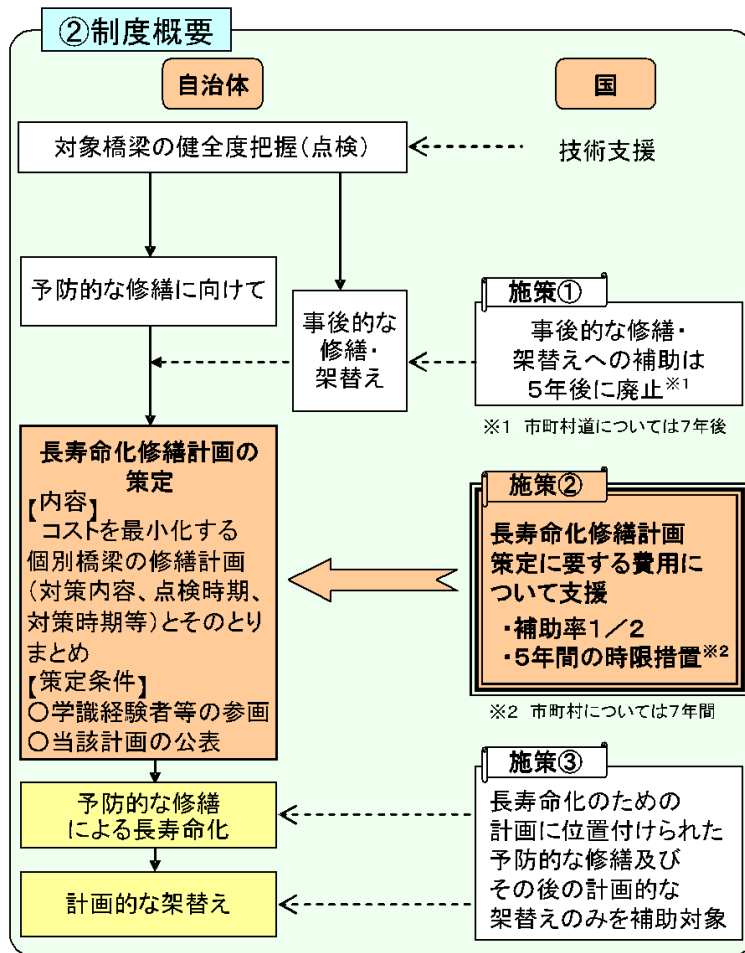 ②制度概要
自治体
国
対象橋梁の健全度把握(点検)
技術支援
予防的な修繕に向けて
事後的な
修繕・
架替え
施策①
事後的な修繕・
架替えへの補助は
5年後に廃止※1
※1 市町村道については7年後
長寿命化修繕計画の
策定
【内容】
コストを最小化する
個別橋梁の修繕計画
(対策内容、点検時期、
対策時期等)とそのとり
まとめ
【策定条件】
○学識経験者等の参画
○当該計画の公表
施策②
長寿命化修繕計画
策定に要する費用に
ついて支援
・補助率1/2
・5年間の時限措置※2
※2 市町村については7年間
予防的な修繕
による長寿命化
計画的な架替え
施策③
長寿命化のための
計画に位置付けられた
予防的な修繕及び
その後の計画的な
架替えのみを補助対象